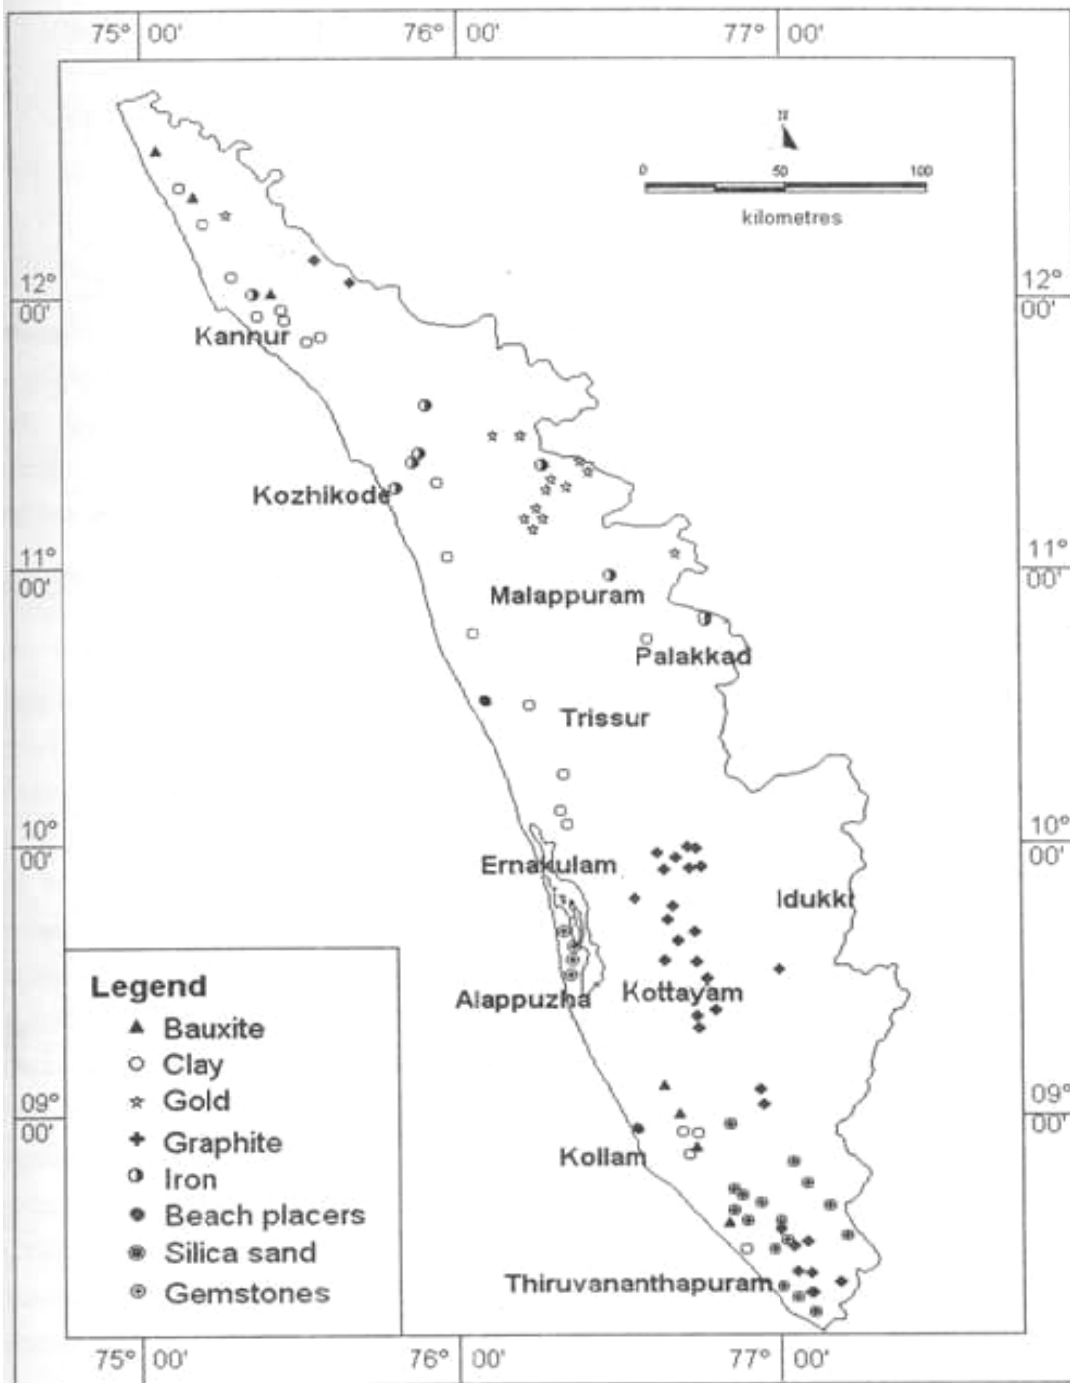 75° 00' 76° 00' 77° 00'
N
0 50 100
kilometres
12° 00' 12° 00'
Kannur
Kozhikode
11° 00' 11° 00'
Malappuram
Palakkad
Trissur
10° 00' 10° 00'
Ernakulam
Idukki
Kottayam
Alappuzha
Legend
Bauxite
Clay
Gold
Graphite
Iron
Beach placers
Silica sand
Gemstones
09° 00' 09° 00'
Kollam
Thiruvananthapuram
75° 00' 76° 00' 77° 00'